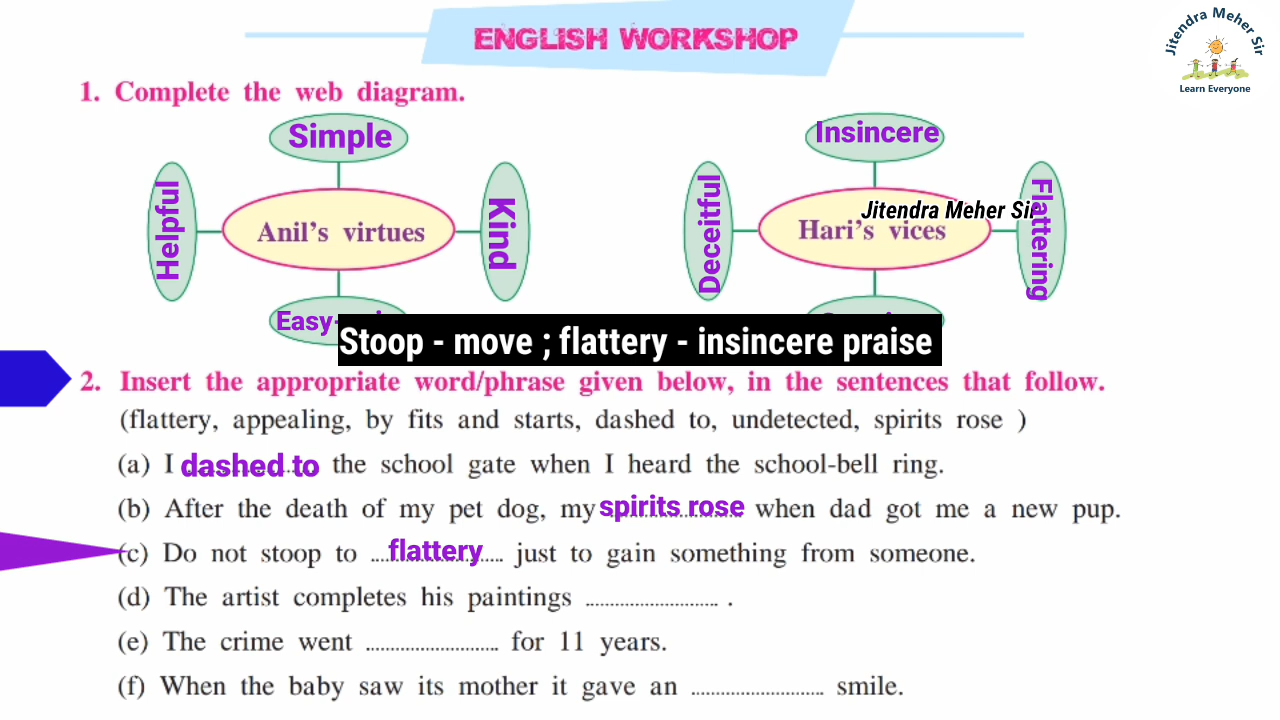 ENGLISH WORKSHOP
Jitendra Meher Sir
Learn Everyone
1. Complete the web diagram.
Simple
Helpful
Anil's virtues
Kind
Insincere
Deceitful
Jitendra Meher Sir
Hari's vices
Flattering
Stoop - move ; flattery - insincere praise
2. Insert the appropriate word/phrase given below, in the sentences that follow.
(flattery, appealing, by fits and starts, dashed to, undetected, spirits rose )
(a) I dashed to the school gate when I heard the school-bell ring.
(b) After the death of my pet dog, my spirits rose when dad got me a new pup.
(c) Do not stoop to ....flattery.... just to gain something from someone.
(d) The artist completes his paintings ........................... .
(e) The crime went ........................... for 11 years.
(f) When the baby saw its mother it gave an ........................... smile.